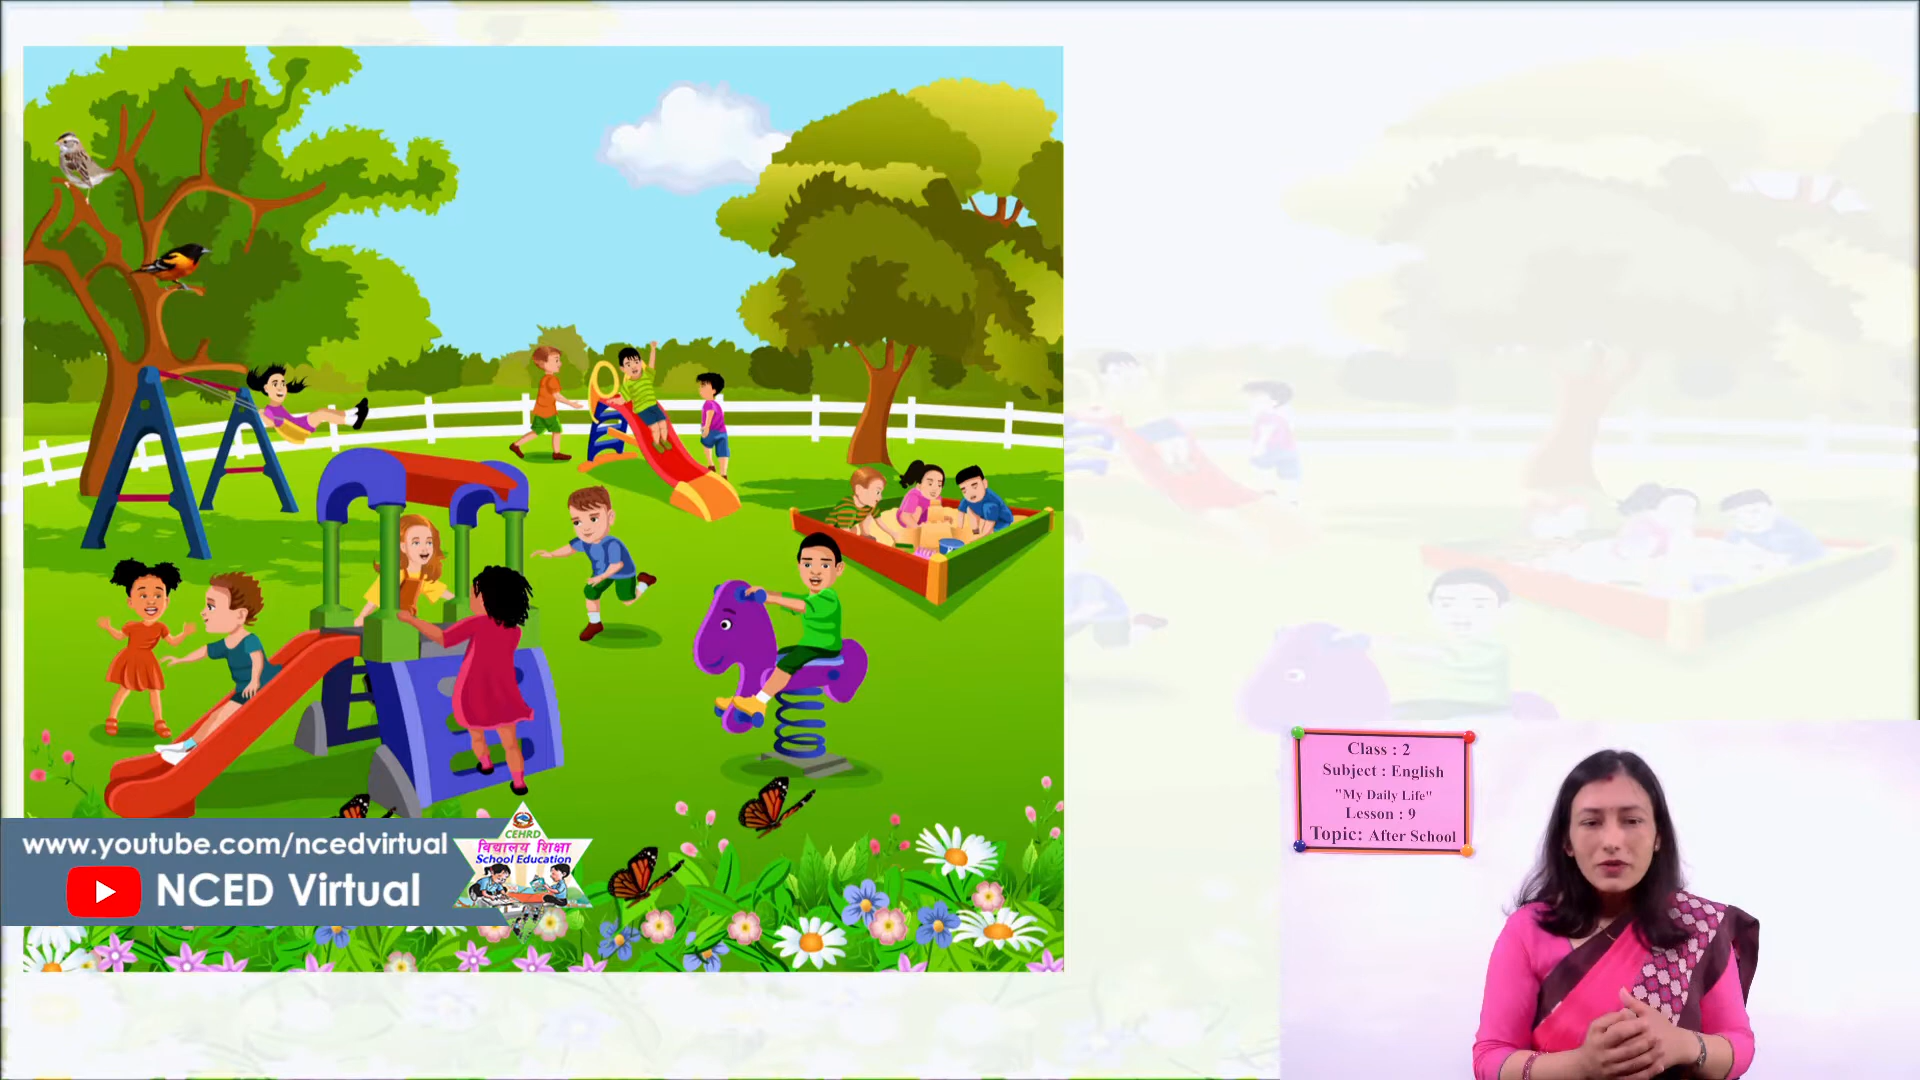 www.youtube.com/ncedvirtual
NCED Virtual
CEHRD
विद्यालय शिक्षा
School Education
Class : 2
Subject : English
"My Daily Life"
Lesson : 9
Topic: After School